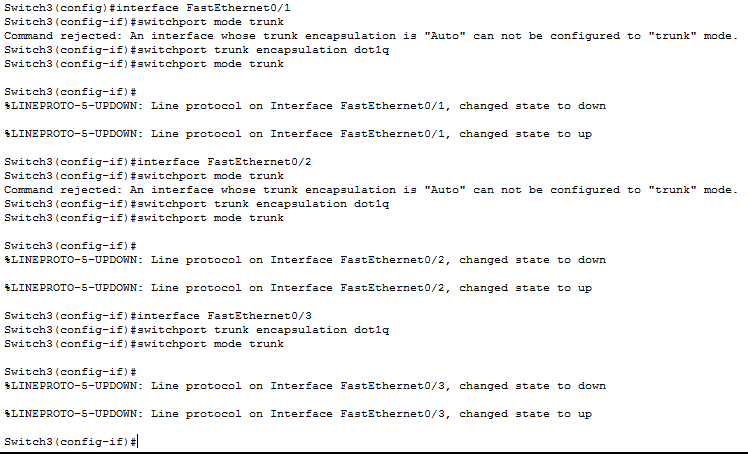 Switch3(config)#interface FastEthernet0/1
Switch3(config-if)#switchport mode trunk
Command rejected: An interface whose trunk encapsulation is "Auto" can not be configured to "trunk" mode.
Switch3(config-if)#switchport trunk encapsulation dot1q
Switch3(config-if)#switchport mode trunk
Switch3(config-if)#
%LINEPROTO-5-UPDOWN: Line protocol on Interface FastEthernet0/1, changed state to down
%LINEPROTO-5-UPDOWN: Line protocol on Interface FastEthernet0/1, changed state to up
Switch3(config-if)#interface FastEthernet0/2
Switch3(config-if)#switchport mode trunk
Command rejected: An interface whose trunk encapsulation is "Auto" can not be configured to "trunk" mode.
Switch3(config-if)#switchport trunk encapsulation dot1q
Switch3(config-if)#switchport mode trunk
Switch3(config-if)#
%LINEPROTO-5-UPDOWN: Line protocol on Interface FastEthernet0/2, changed state to down
%LINEPROTO-5-UPDOWN: Line protocol on Interface FastEthernet0/2, changed state to up
Switch3(config-if)#interface FastEthernet0/3
Switch3(config-if)#switchport trunk encapsulation dot1q
Switch3(config-if)#switchport mode trunk
Switch3(config-if)#
%LINEPROTO-5-UPDOWN: Line protocol on Interface FastEthernet0/3, changed state to down
%LINEPROTO-5-UPDOWN: Line protocol on Interface FastEthernet0/3, changed state to up
Switch3(config-if)#